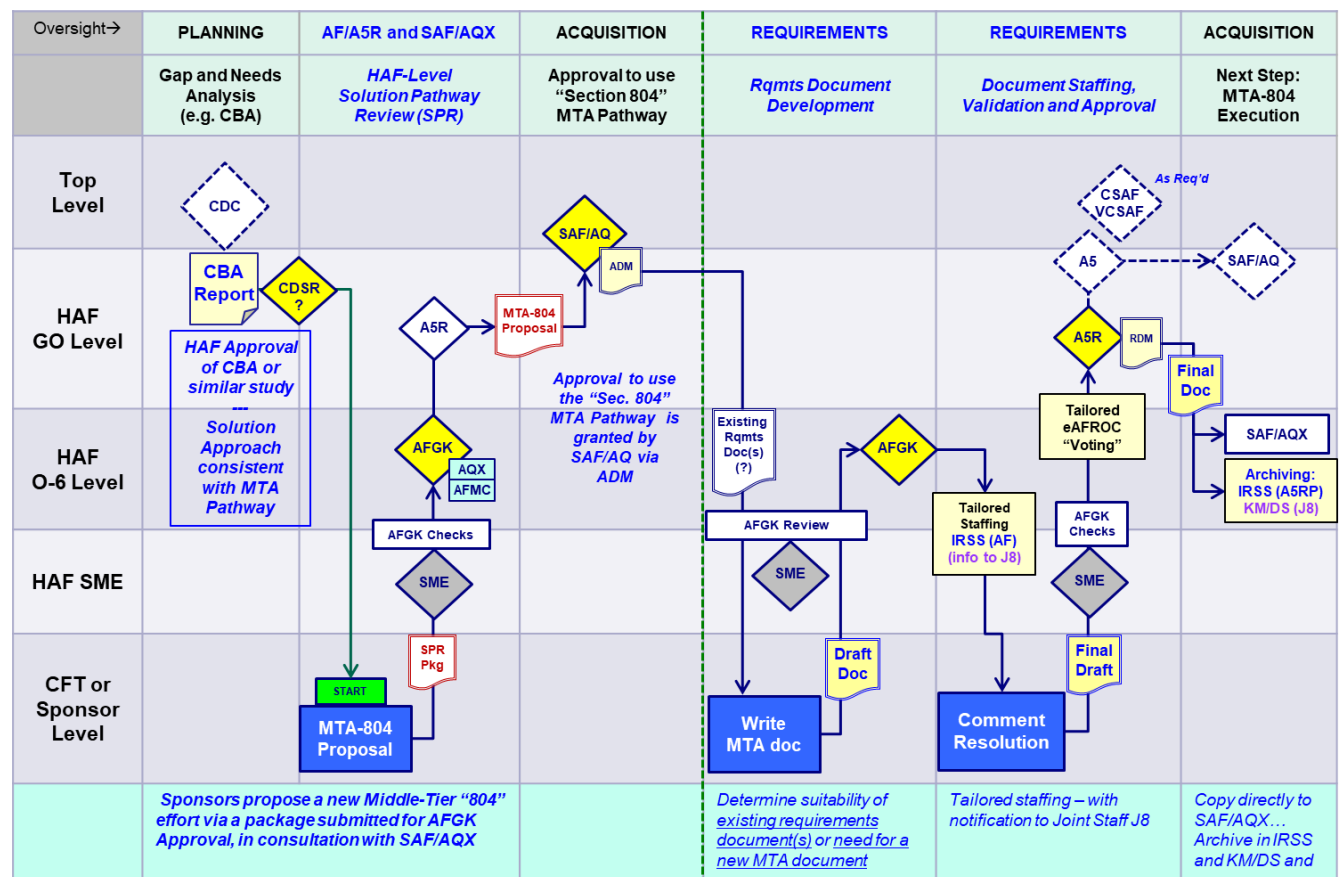 Oversight→
PLANNING
AF/A5R and SAF/AQX
ACQUISITION
REQUIREMENTS
REQUIREMENTS
ACQUISITION
Gap and Needs
Analysis
(e.g. CBA)
HAF-Level
Solution Pathway
Review (SPR)
Approval to use
“Section 804”
MTA Pathway
Rqmts Document
Development
Document Staffing,
Validation and Approval
Next Step:
MTA-804
Execution
Top
Level
CDC
SAF/AQ
CSAF
VCSAF
As Req’d
HAF
GO Level
CBA
Report
CDSR
?
HAF Approval
of CBA or
similar study
---
Solution
Approach
consistent
with MTA
Pathway
A5R
MTA-804
Proposal
ADM
Approval to use
the “Sec. 804”
MTA Pathway is
granted by
SAF/AQ via
ADM
A5
SAF/AQ
A5R
RDM
Final
Doc
HAF
O-6 Level
AFGK
AQX
AFMC
AFGK Checks
Existing
Rqmts
Doc(s)
(?)
AFGK
AFGK Review
Tailored
Staffing
IRSS (AF)
(info to J8)
Tailored
eAFROC
“Voting”
AFGK
Checks
SAF/AQX
Archiving:
IRSS (A5RP)
KM/DS (J8)
HAF SME
SME
SME
SME
CFT or
Sponsor
Level
START
MTA-804
Proposal
SPR
Pkg
Write
MTA doc
Draft
Doc
Comment
Resolution
Final
Draft
Sponsors propose a new Middle-Tier “804”
effort via a package submitted for AFGK
Approval, in consultation with SAF/AQX
Determine suitability of
existing requirements
document(s) or need for a
new MTA document
Tailored staffing – with
notification to Joint Staff J8
Copy directly to
SAF/AQX…
Archive in IRSS
and KM/DS and